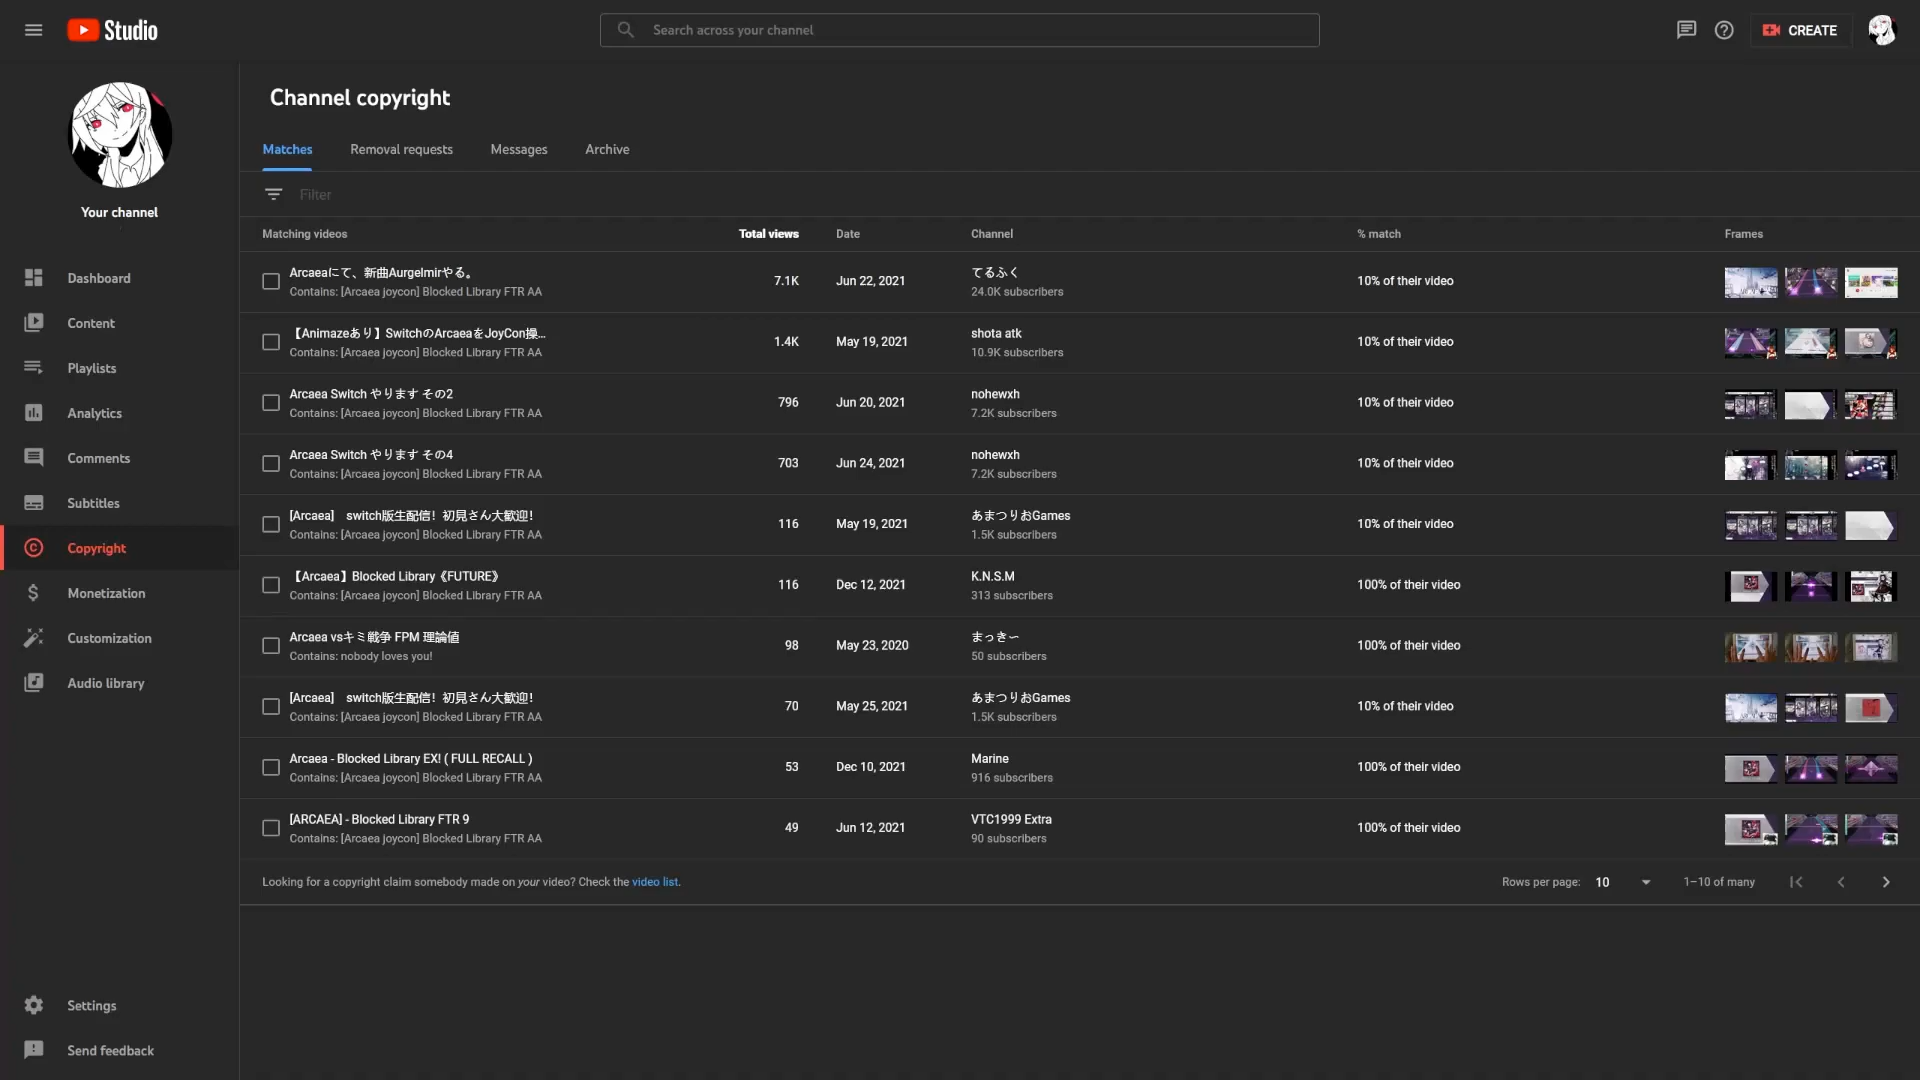 Studio
Search across your channel
CREATE
Your channel
Dashboard
Content
Playlists
Analytics
Comments
Subtitles
Copyright
Monetization
Customization
Audio library
Settings
Send feedback
Channel copyright
Matches Removal requests Messages Archive
Filter
Matching videos Total views Date Channel % match Frames
Arcaeaにて、新曲Aurgelmirやる。 7.1K Jun 22, 2021 てるふく 10% of their video
Contains: [Arcaea joycon] Blocked Library FTR AA 24.0K subscribers
【Animazeあり】SwitchのArcaeaをJoyCon操... 1.4K May 19, 2021 shota atk 10% of their video
Contains: [Arcaea joycon] Blocked Library FTR AA 10.9K subscribers
Arcaea Switch やります その2 796 Jun 20, 2021 nohewxh 10% of their video
Contains: [Arcaea joycon] Blocked Library FTR AA 7.2K subscribers
Arcaea Switch やります その4 703 Jun 24, 2021 nohewxh 10% of their video
Contains: [Arcaea joycon] Blocked Library FTR AA 7.2K subscribers
[Arcaea]　switch版生配信！初見さん大歓迎！ 116 May 19, 2021 あまつりおGames 10% of their video
Contains: [Arcaea joycon] Blocked Library FTR AA 1.5K subscribers
【Arcaea】Blocked Library《FUTURE》 116 Dec 12, 2021 K.N.S.M 100% of their video
Contains: [Arcaea joycon] Blocked Library FTR AA 313 subscribers
Arcaea vsキミ戦争 FPM 理論値 98 May 23, 2020 まっきー 100% of their video
Contains: nobody loves you! 50 subscribers
[Arcaea]　switch版生配信！初見さん大歓迎！ 70 May 25, 2021 あまつりおGames 10% of their video
Contains: [Arcaea joycon] Blocked Library FTR AA 1.5K subscribers
Arcaea - Blocked Library EX! ( FULL RECALL ) 53 Dec 10, 2021 Marine 100% of their video
Contains: [Arcaea joycon] Blocked Library FTR AA 916 subscribers
[ARCAEA] - Blocked Library FTR 9 49 Jun 12, 2021 VTC1999 Extra 100% of their video
Contains: [Arcaea joycon] Blocked Library FTR AA 90 subscribers
Looking for a copyright claim somebody made on your video? Check the video list. Rows per page: 10 1–10 of many